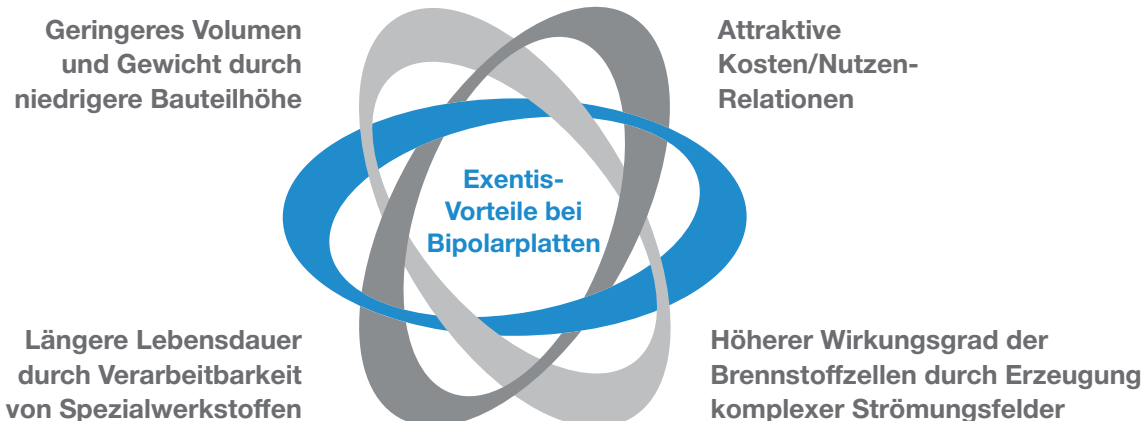 Geringeres Volumen
und Gewicht durch
niedrigere Bauteilhöhe
Attraktive
Kosten/Nutzen-
Relationen
Exentis-
Vorteile bei
Bipolarplatten
Längere Lebensdauer
durch Verarbeitbarkeit
von Spezialwerkstoffen
Höherer Wirkungsgrad der
Brennstoffzellen durch Erzeugung
komplexer Strömungsfelder